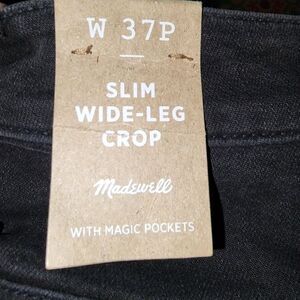 W 37P
SLIM
WIDE-LEG
CROP
Madewell
WITH MAGIC POCKETS